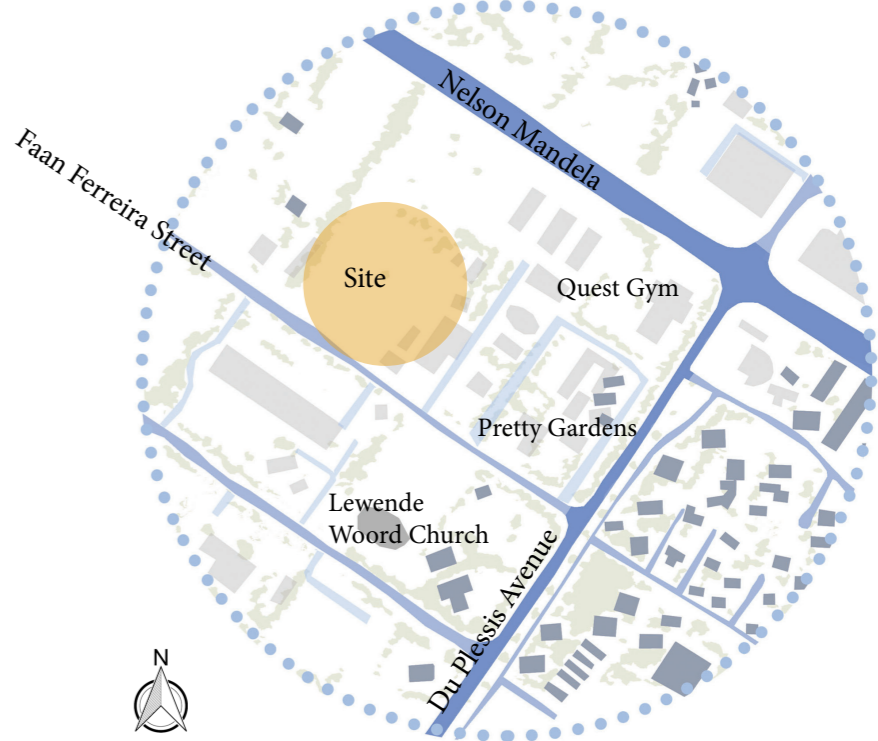 Nelson Mandela
Faan Ferreira Street
Site
Quest Gym
Pretty Gardens
Lewende
Woord Church
Du Plessis Avenue
N